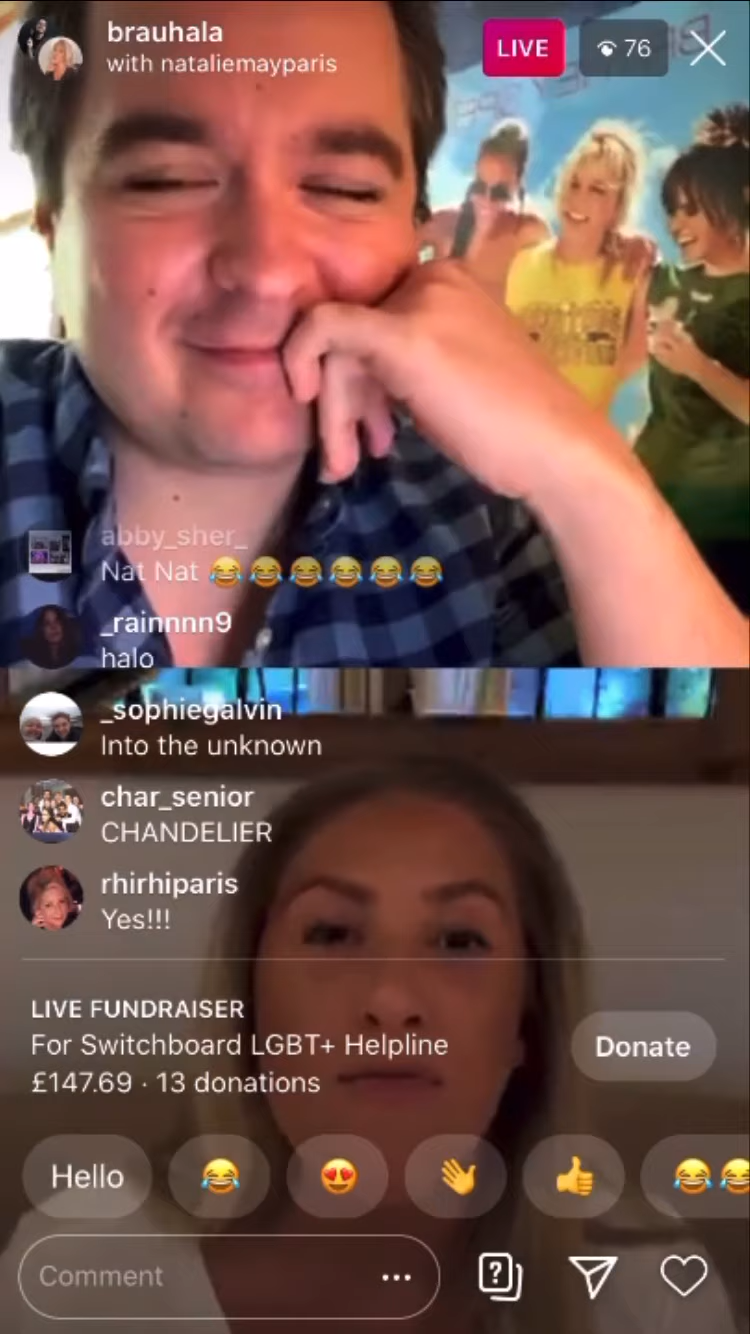 brauhala
with nataliemayparis
LIVE
76
abby_sher_
Nat Nat 😂😂😂😂😂😂
_rainnnn9
halo
_sophiegalvin
Into the unknown
char_senior
CHANDELIER
rhirhiparis
Yes!!!
LIVE FUNDRAISER
For Switchboard LGBT+ Helpline
£147.69 · 13 donations
Donate
Hello 😂 😍 👋 👍 😂😂
Comment